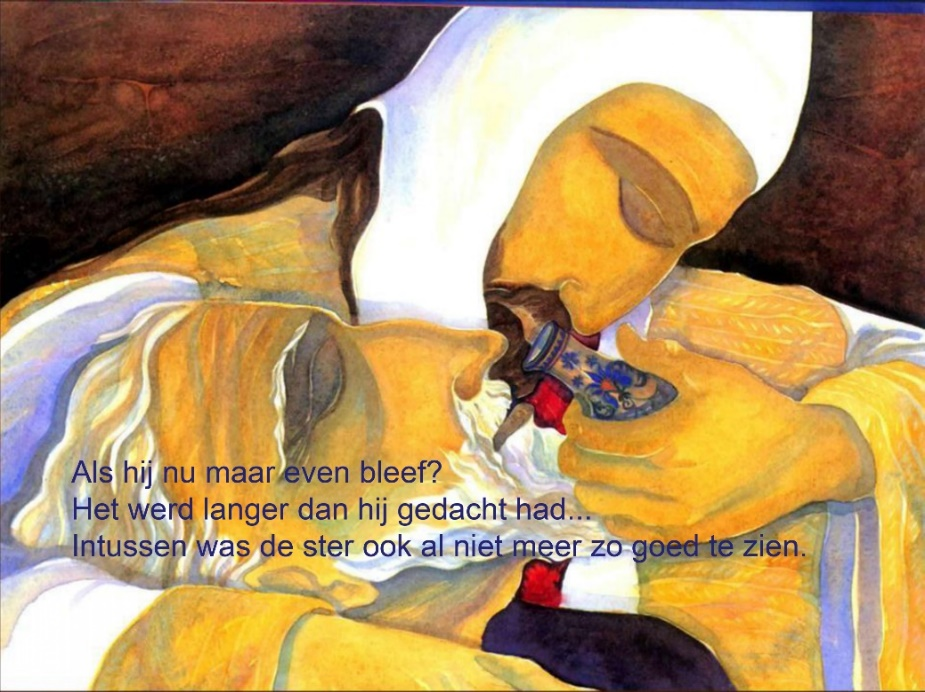 Als hij nu maar even bleef?
Het werd langer dan hij gedacht had...
Intussen was de ster ook al niet meer zo goed te zien.